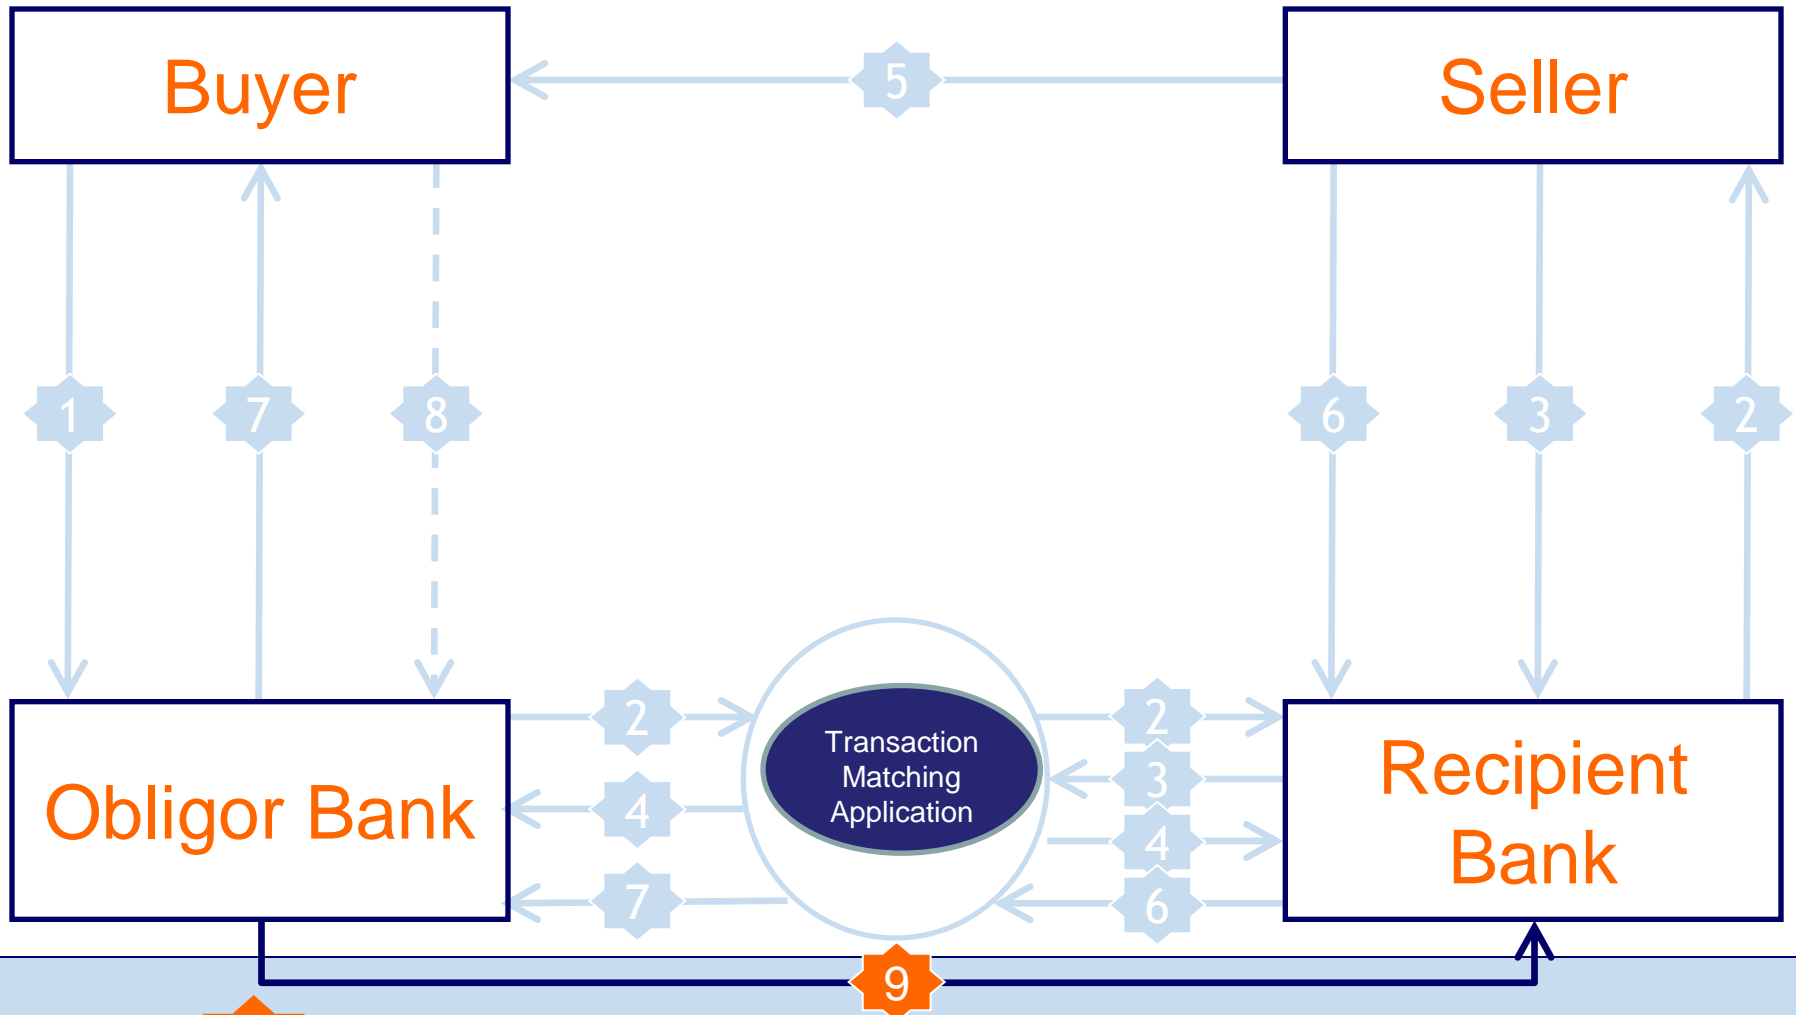 Buyer
5
Seller
1
7
8
6
3
2
2
2
Transaction
Matching
Application
3
4
4
7
6
Obligor Bank
Recipient
Bank
9